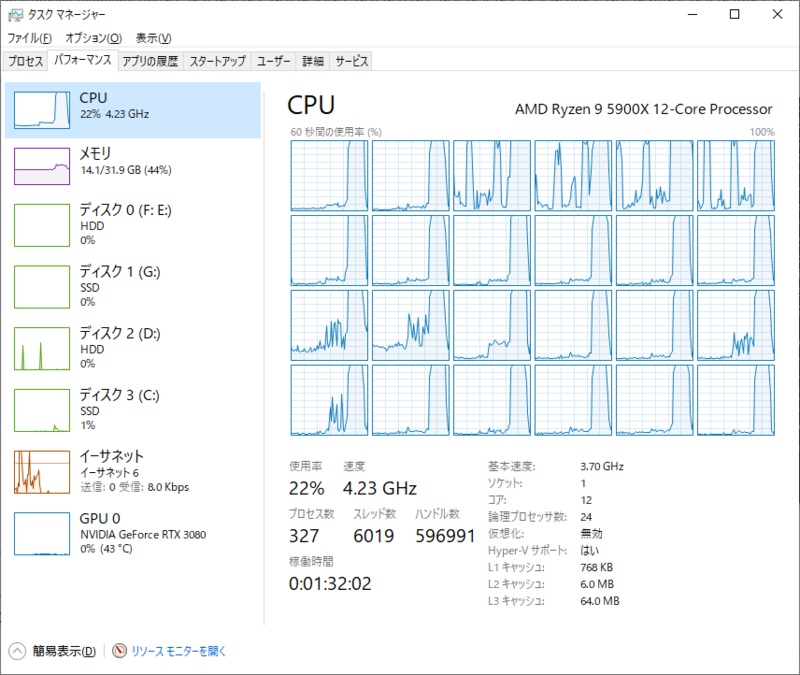 タスク マネージャー
ファイル(F) オプション(O) 表示(V)
プロセス パフォーマンス アプリの履歴 スタートアップ ユーザー 詳細 サービス
CPU
22% 4.23 GHz
メモリ
14.1/31.9 GB (44%)
ディスク 0 (F: E:)
HDD
0%
ディスク 1 (G:)
SSD
0%
ディスク 2 (D:)
HDD
0%
ディスク 3 (C:)
SSD
1%
イーサネット
イーサネット 6
送信: 0 受信: 8.0 Kbps
GPU 0
NVIDIA GeForce RTX 3080
0% (43 °C)
CPU AMD Ryzen 9 5900X 12-Core Processor
60 秒間の使用率 (%) 100%
使用率 速度
22% 4.23 GHz
プロセス数 スレッド数 ハンドル数
327 6019 596991
稼働時間
0:01:32:02
基本速度: 3.70 GHz
ソケット: 1
コア: 12
論理プロセッサ数: 24
仮想化: 無効
Hyper-V サポート: はい
L1 キャッシュ: 768 KB
L2 キャッシュ: 6.0 MB
L3 キャッシュ: 64.0 MB
簡易表示(D) リソース モニターを開く